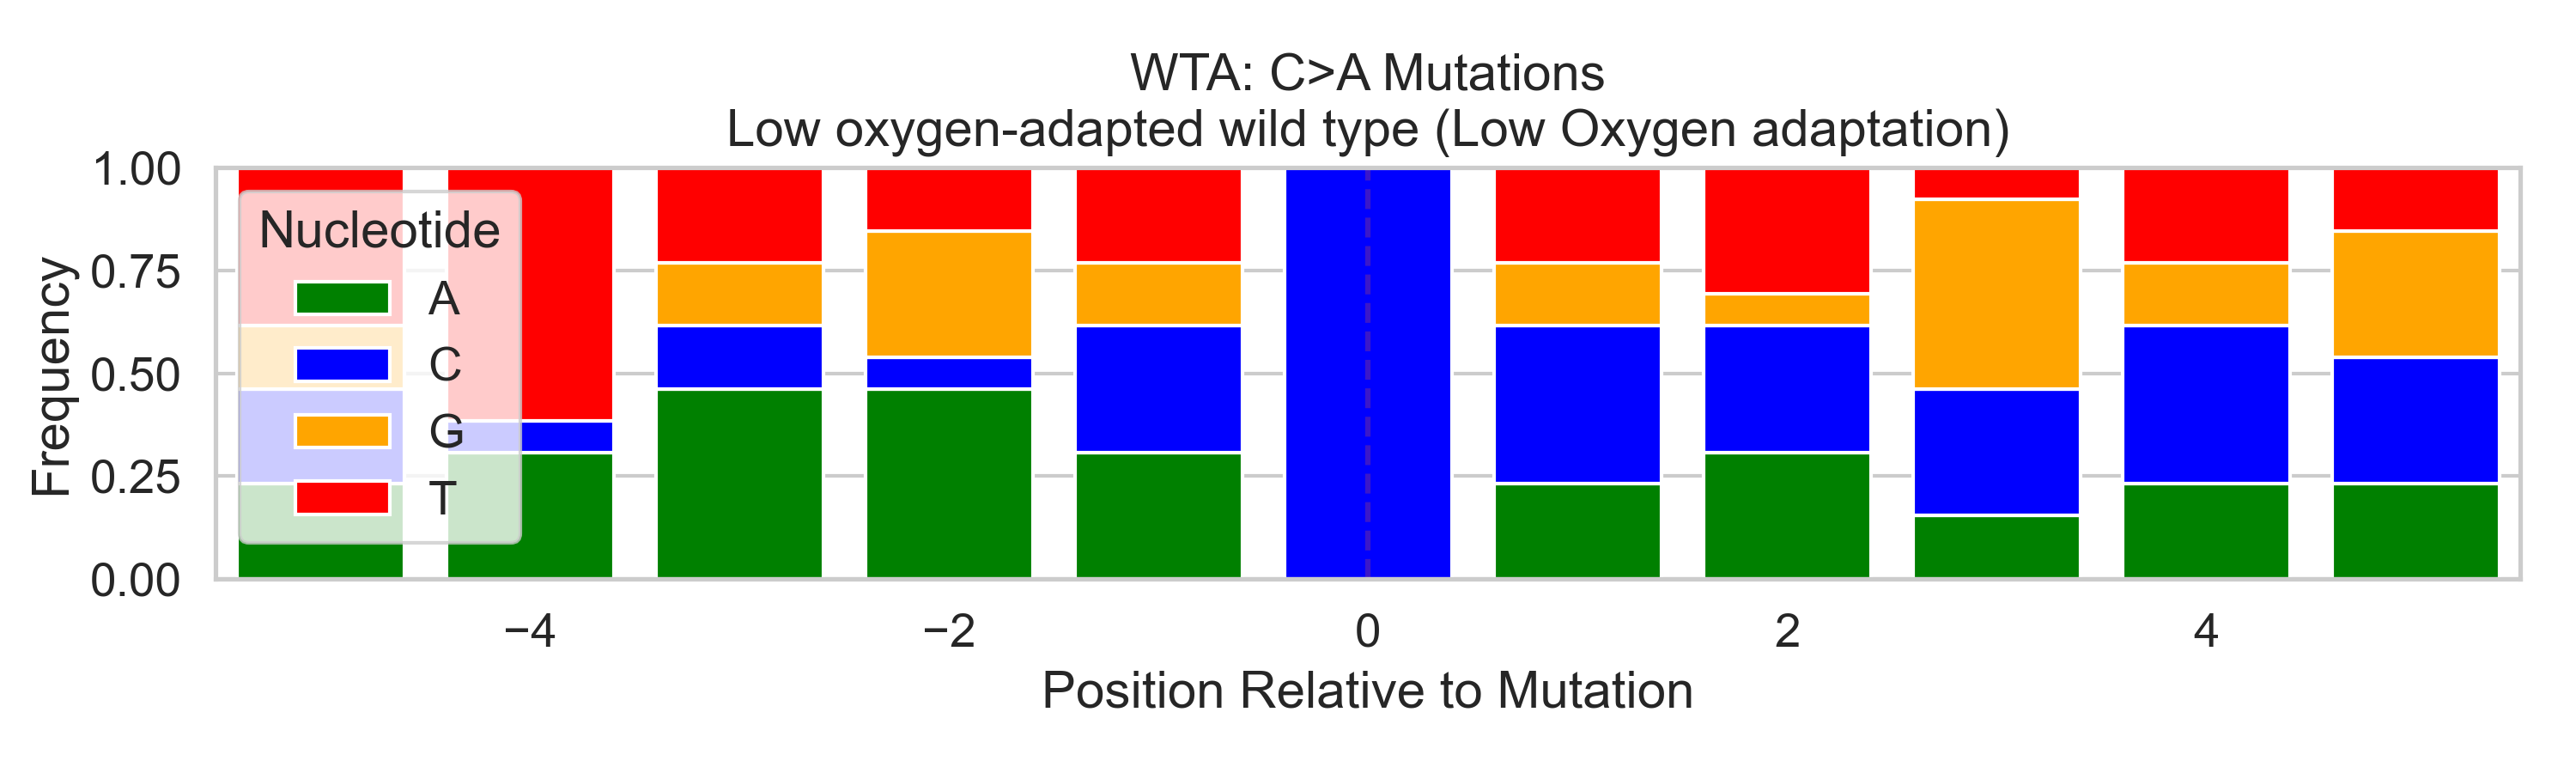 WTA: C>A Mutations
Low oxygen-adapted wild type (Low Oxygen adaptation)
Frequency
1.00
0.75
0.50
0.25
0.00
Nucleotide
A
C
G
T
−4
−2
0
2
4
Position Relative to Mutation